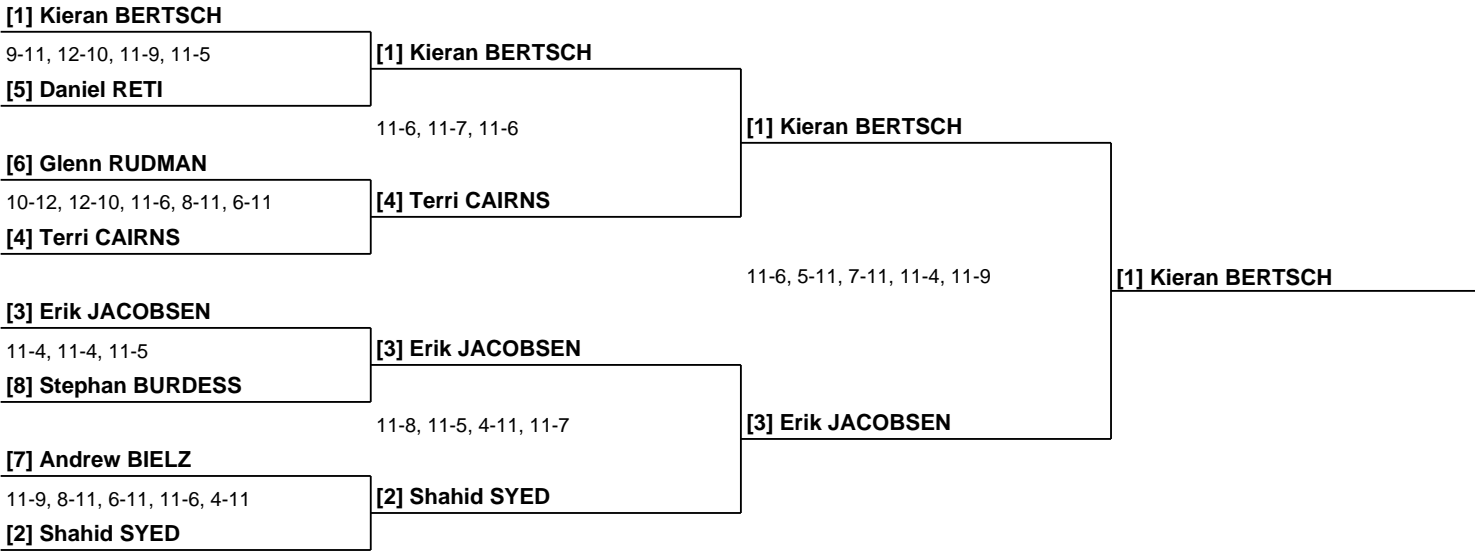 [1] Kieran BERTSCH
9-11, 12-10, 11-9, 11-5
[5] Daniel RETI
[6] Glenn RUDMAN
10-12, 12-10, 11-6, 8-11, 6-11
[4] Terri CAIRNS
[3] Erik JACOBSEN
11-4, 11-4, 11-5
[8] Stephan BURDESS
[7] Andrew BIELZ
11-9, 8-11, 6-11, 11-6, 4-11
[2] Shahid SYED
[1] Kieran BERTSCH
11-6, 11-7, 11-6
[4] Terri CAIRNS
[3] Erik JACOBSEN
11-8, 11-5, 4-11, 11-7
[2] Shahid SYED
[1] Kieran BERTSCH
11-6, 5-11, 7-11, 11-4, 11-9
[3] Erik JACOBSEN
[1] Kieran BERTSCH